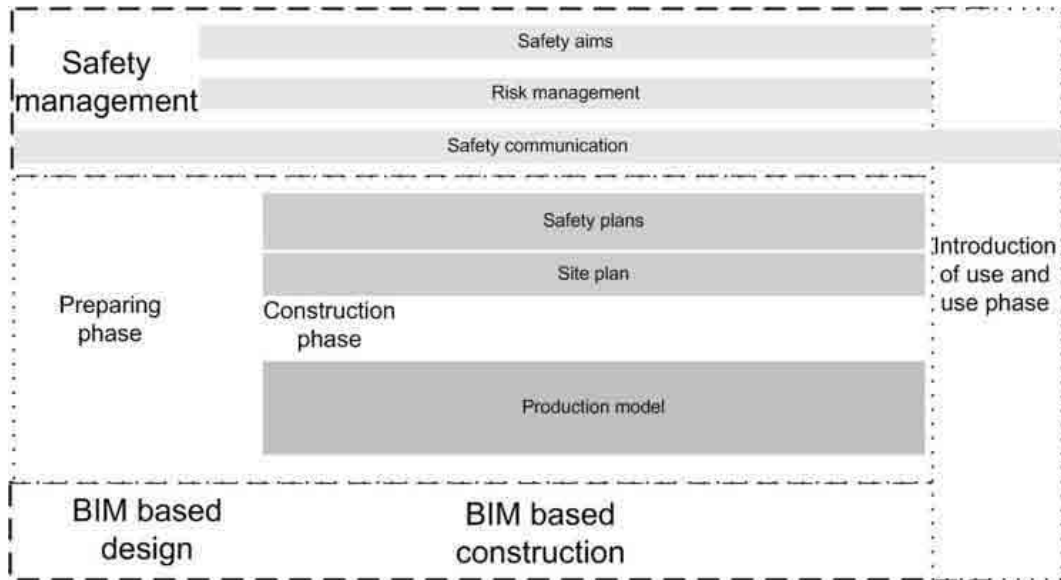 Safety
management
Safety aims
Risk management
Safety communication
Safety plans
Site plan
Preparing
phase
Construction
phase
Production model
Introduction
of use and
use phase
BIM based
design
BIM based
construction